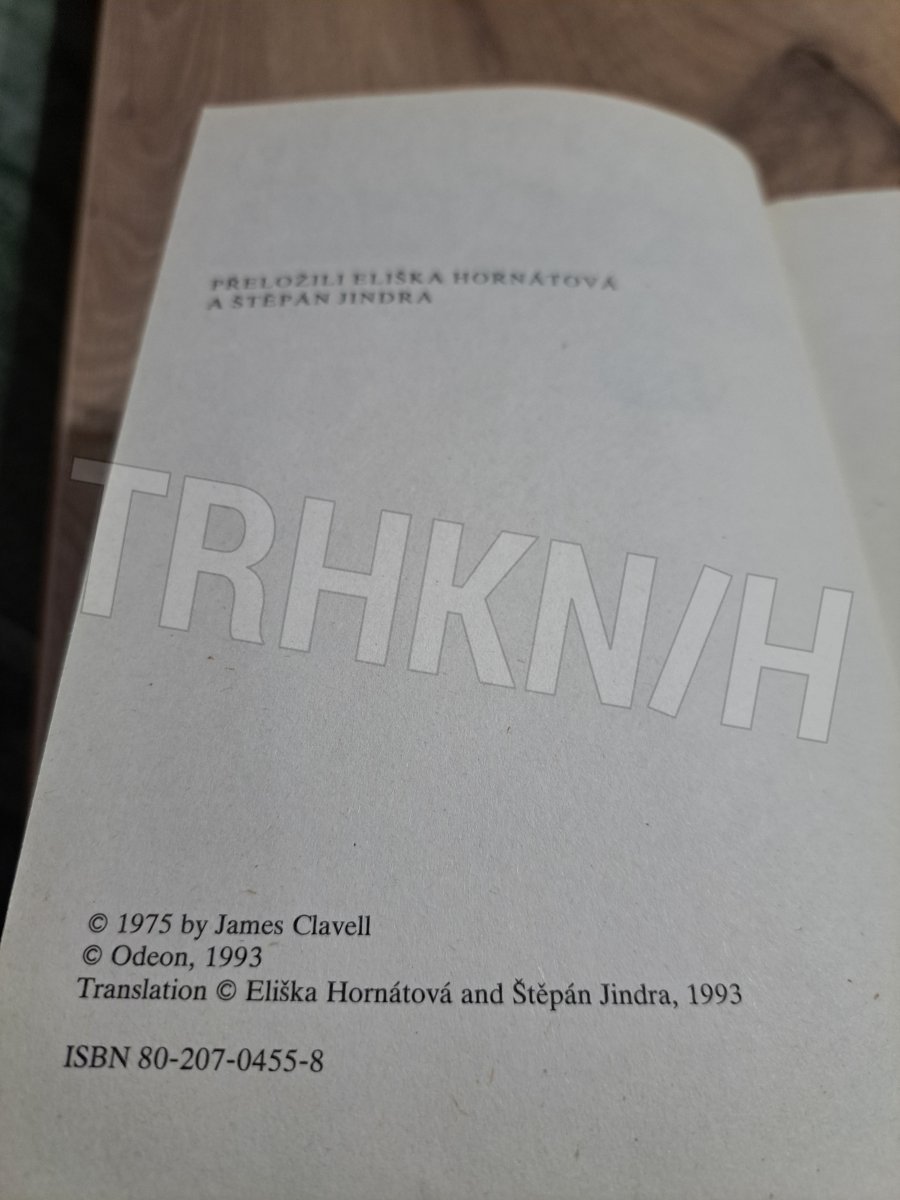 PŘELOŽILI ELIŠKA HORNÁTOVÁ
A ŠTĚPÁN JINDRA
TRHKN/H
© 1975 by James Clavell
© Odeon, 1993
Translation © Eliška Hornátová and Štěpán Jindra, 1993
ISBN 80-207-0455-8